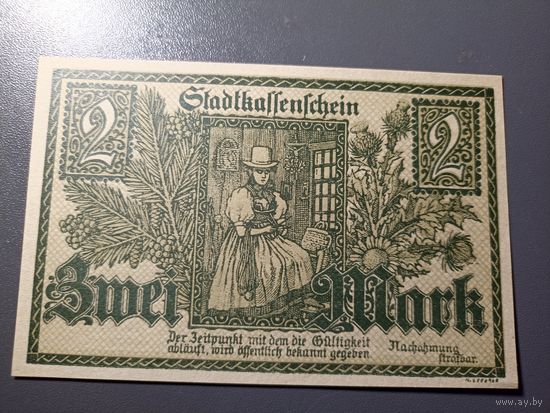 2
Stadtkassenschein
2
Zwei Mark
Der Zeitpunkt mit dem die Gültigkeit
abläuft, wird öffentlich bekannt gegeben
Nachahmung
strafbar.
www.ay.by